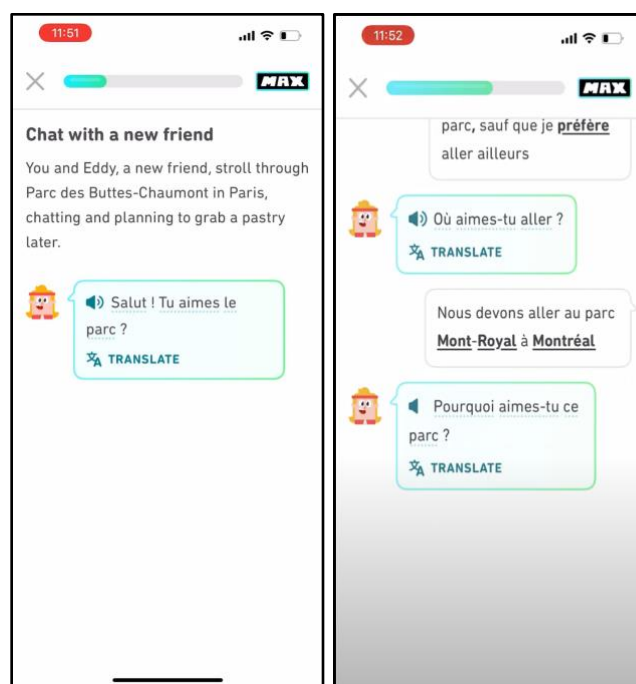 11:51
MAX
Chat with a new friend
You and Eddy, a new friend, stroll through
Parc des Buttes-Chaumont in Paris,
chatting and planning to grab a pastry
later.
Salut ! Tu aimes le
parc ?
TRANSLATE
11:52
MAX
parc, sauf que je préfère
aller ailleurs
Où aimes-tu aller ?
TRANSLATE
Nous devons aller au parc
Mont-Royal à Montréal
Pourquoi aimes-tu ce
parc ?
TRANSLATE